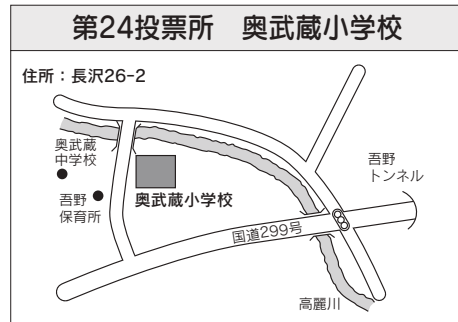 第24投票所　奥武蔵小学校
住所：長沢26-2
奥武蔵
中学校
吾野
保育所
奥武蔵小学校
吾野
トンネル
国道299号
高麗川